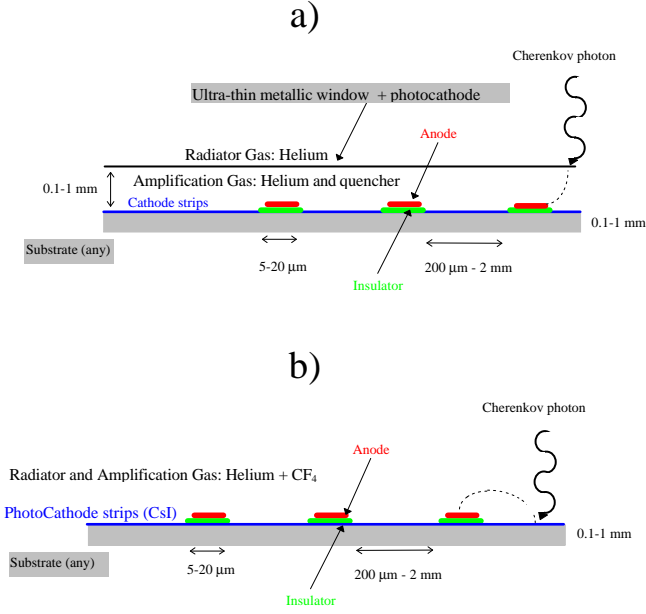 a)
Cherenkov photon
Ultra-thin metallic window + photocathode
Radiator Gas: Helium
Anode
0.1-1 mm
Amplification Gas: Helium and quencher
Cathode strips
0.1-1 mm
Substrate (any)
5-20 μm
200 μm - 2 mm
Insulator
b)
Cherenkov photon
Anode
Radiator and Amplification Gas: Helium + CF₄
PhotoCathode strips (CsI)
0.1-1 mm
Substrate (any)
5-20 μm
200 μm - 2 mm
Insulator